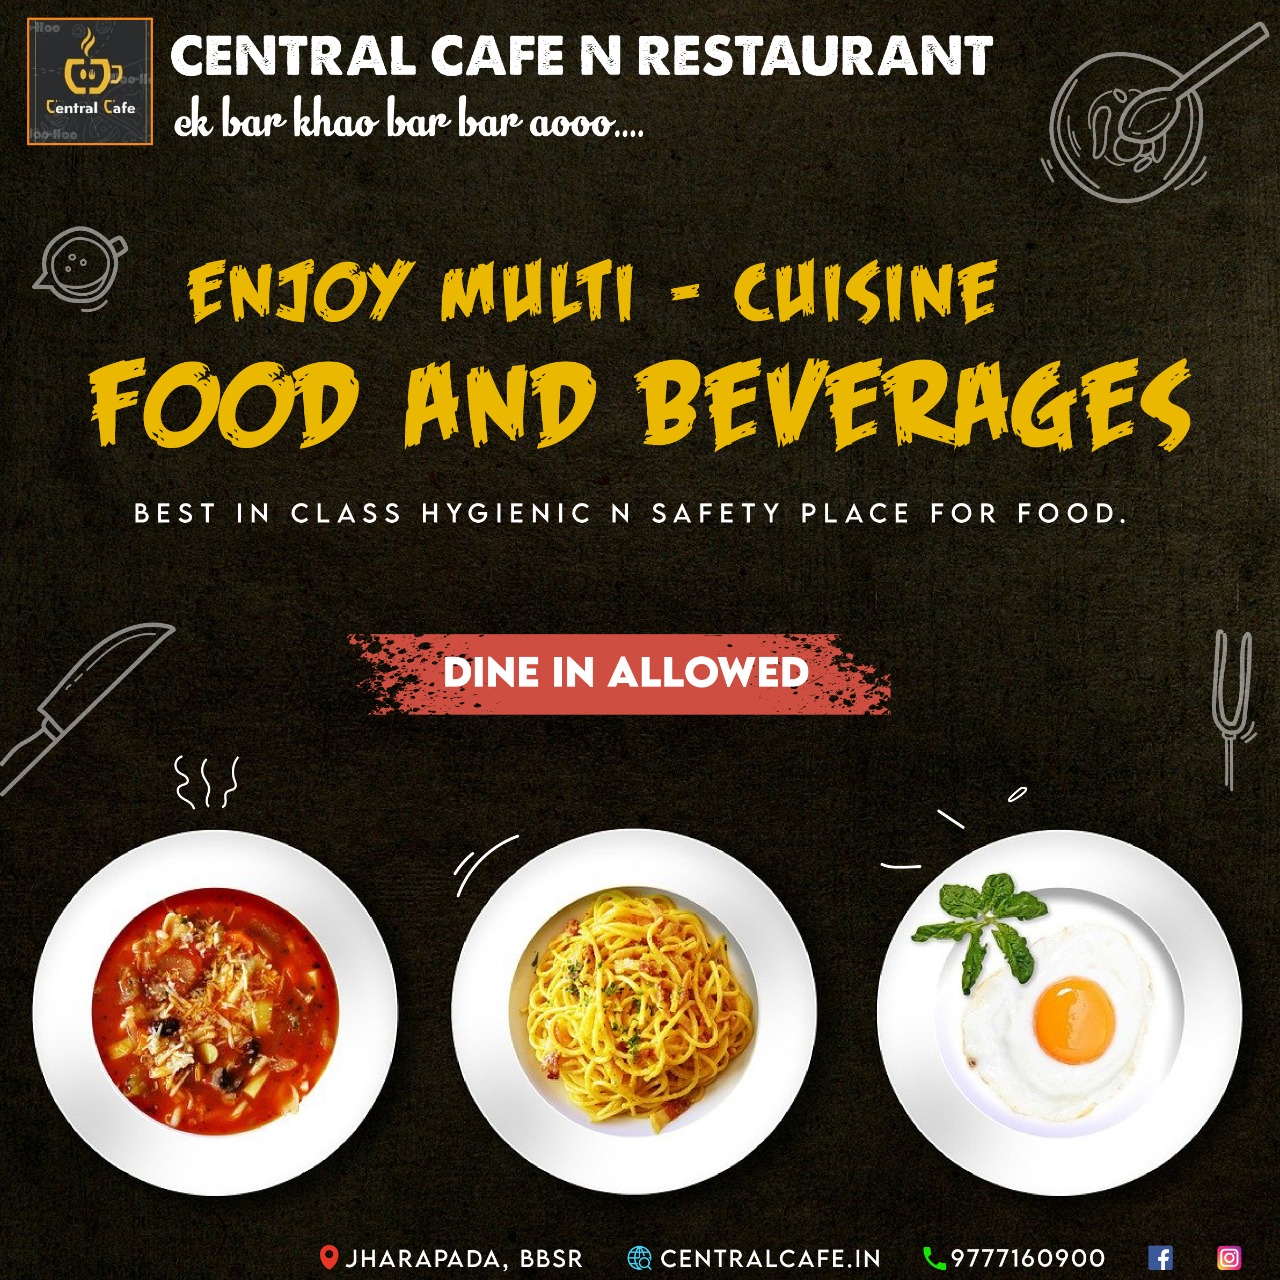 CENTRAL CAFE N RESTAURANT
Central Cafe
ek bar khao bar bar aooo....
ENJOY MULTI - CUISINE
FOOD AND BEVERAGES
BEST IN CLASS HYGIENIC N SAFETY PLACE FOR FOOD.
DINE IN ALLOWED
JHARAPADA, BBSR CENTRALCAFE.IN 9777160900